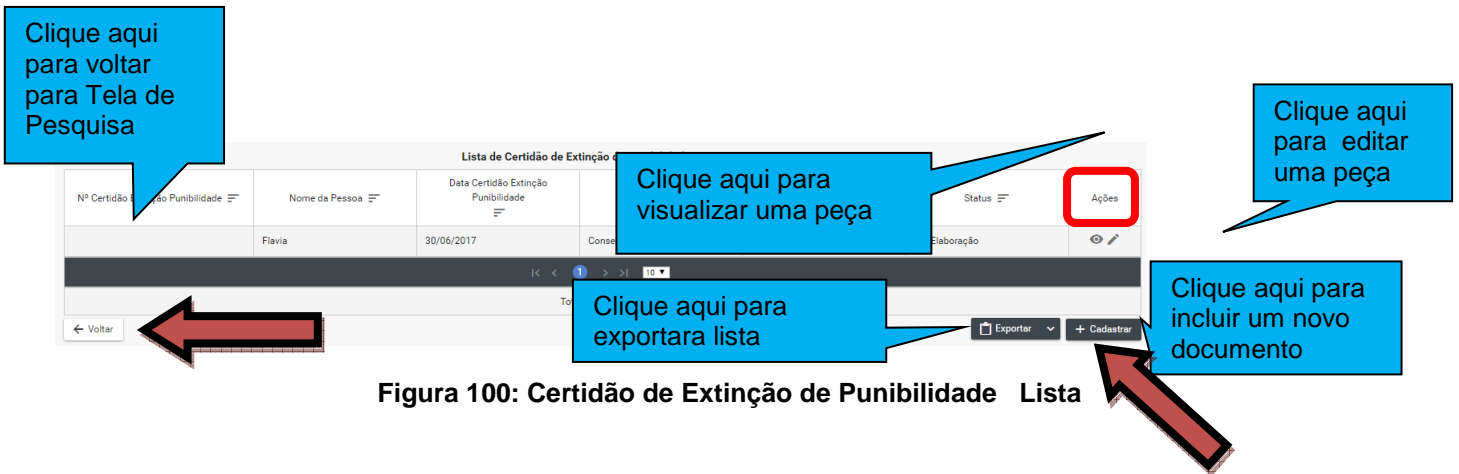 Clique aqui
para voltar
para Tela de
Pesquisa
Clique aqui
para editar
uma peça
Lista de Certidão de Extinção
Clique aqui para
visualizar uma peça
Nº Certidão Punibilidade
Nome da Pessoa
Data Certidão Extinção
Punibilidade
Status
Ações
Flavia
30/06/2017
Elaboração
1
10
Clique aqui para
exportara lista
Clique aqui para
incluir um novo
documento
Voltar
Exportar
Cadastrar
Figura 100: Certidão de Extinção de Punibilidade Lista